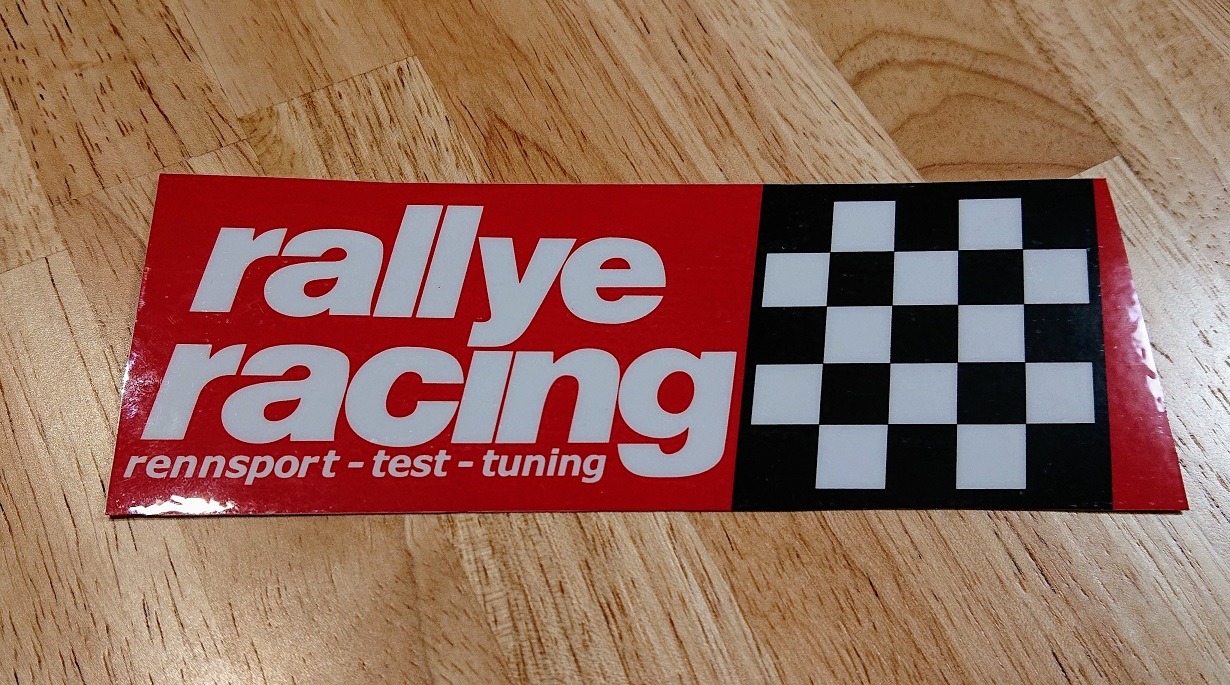 rallye
racing
rennsport - test - tuning